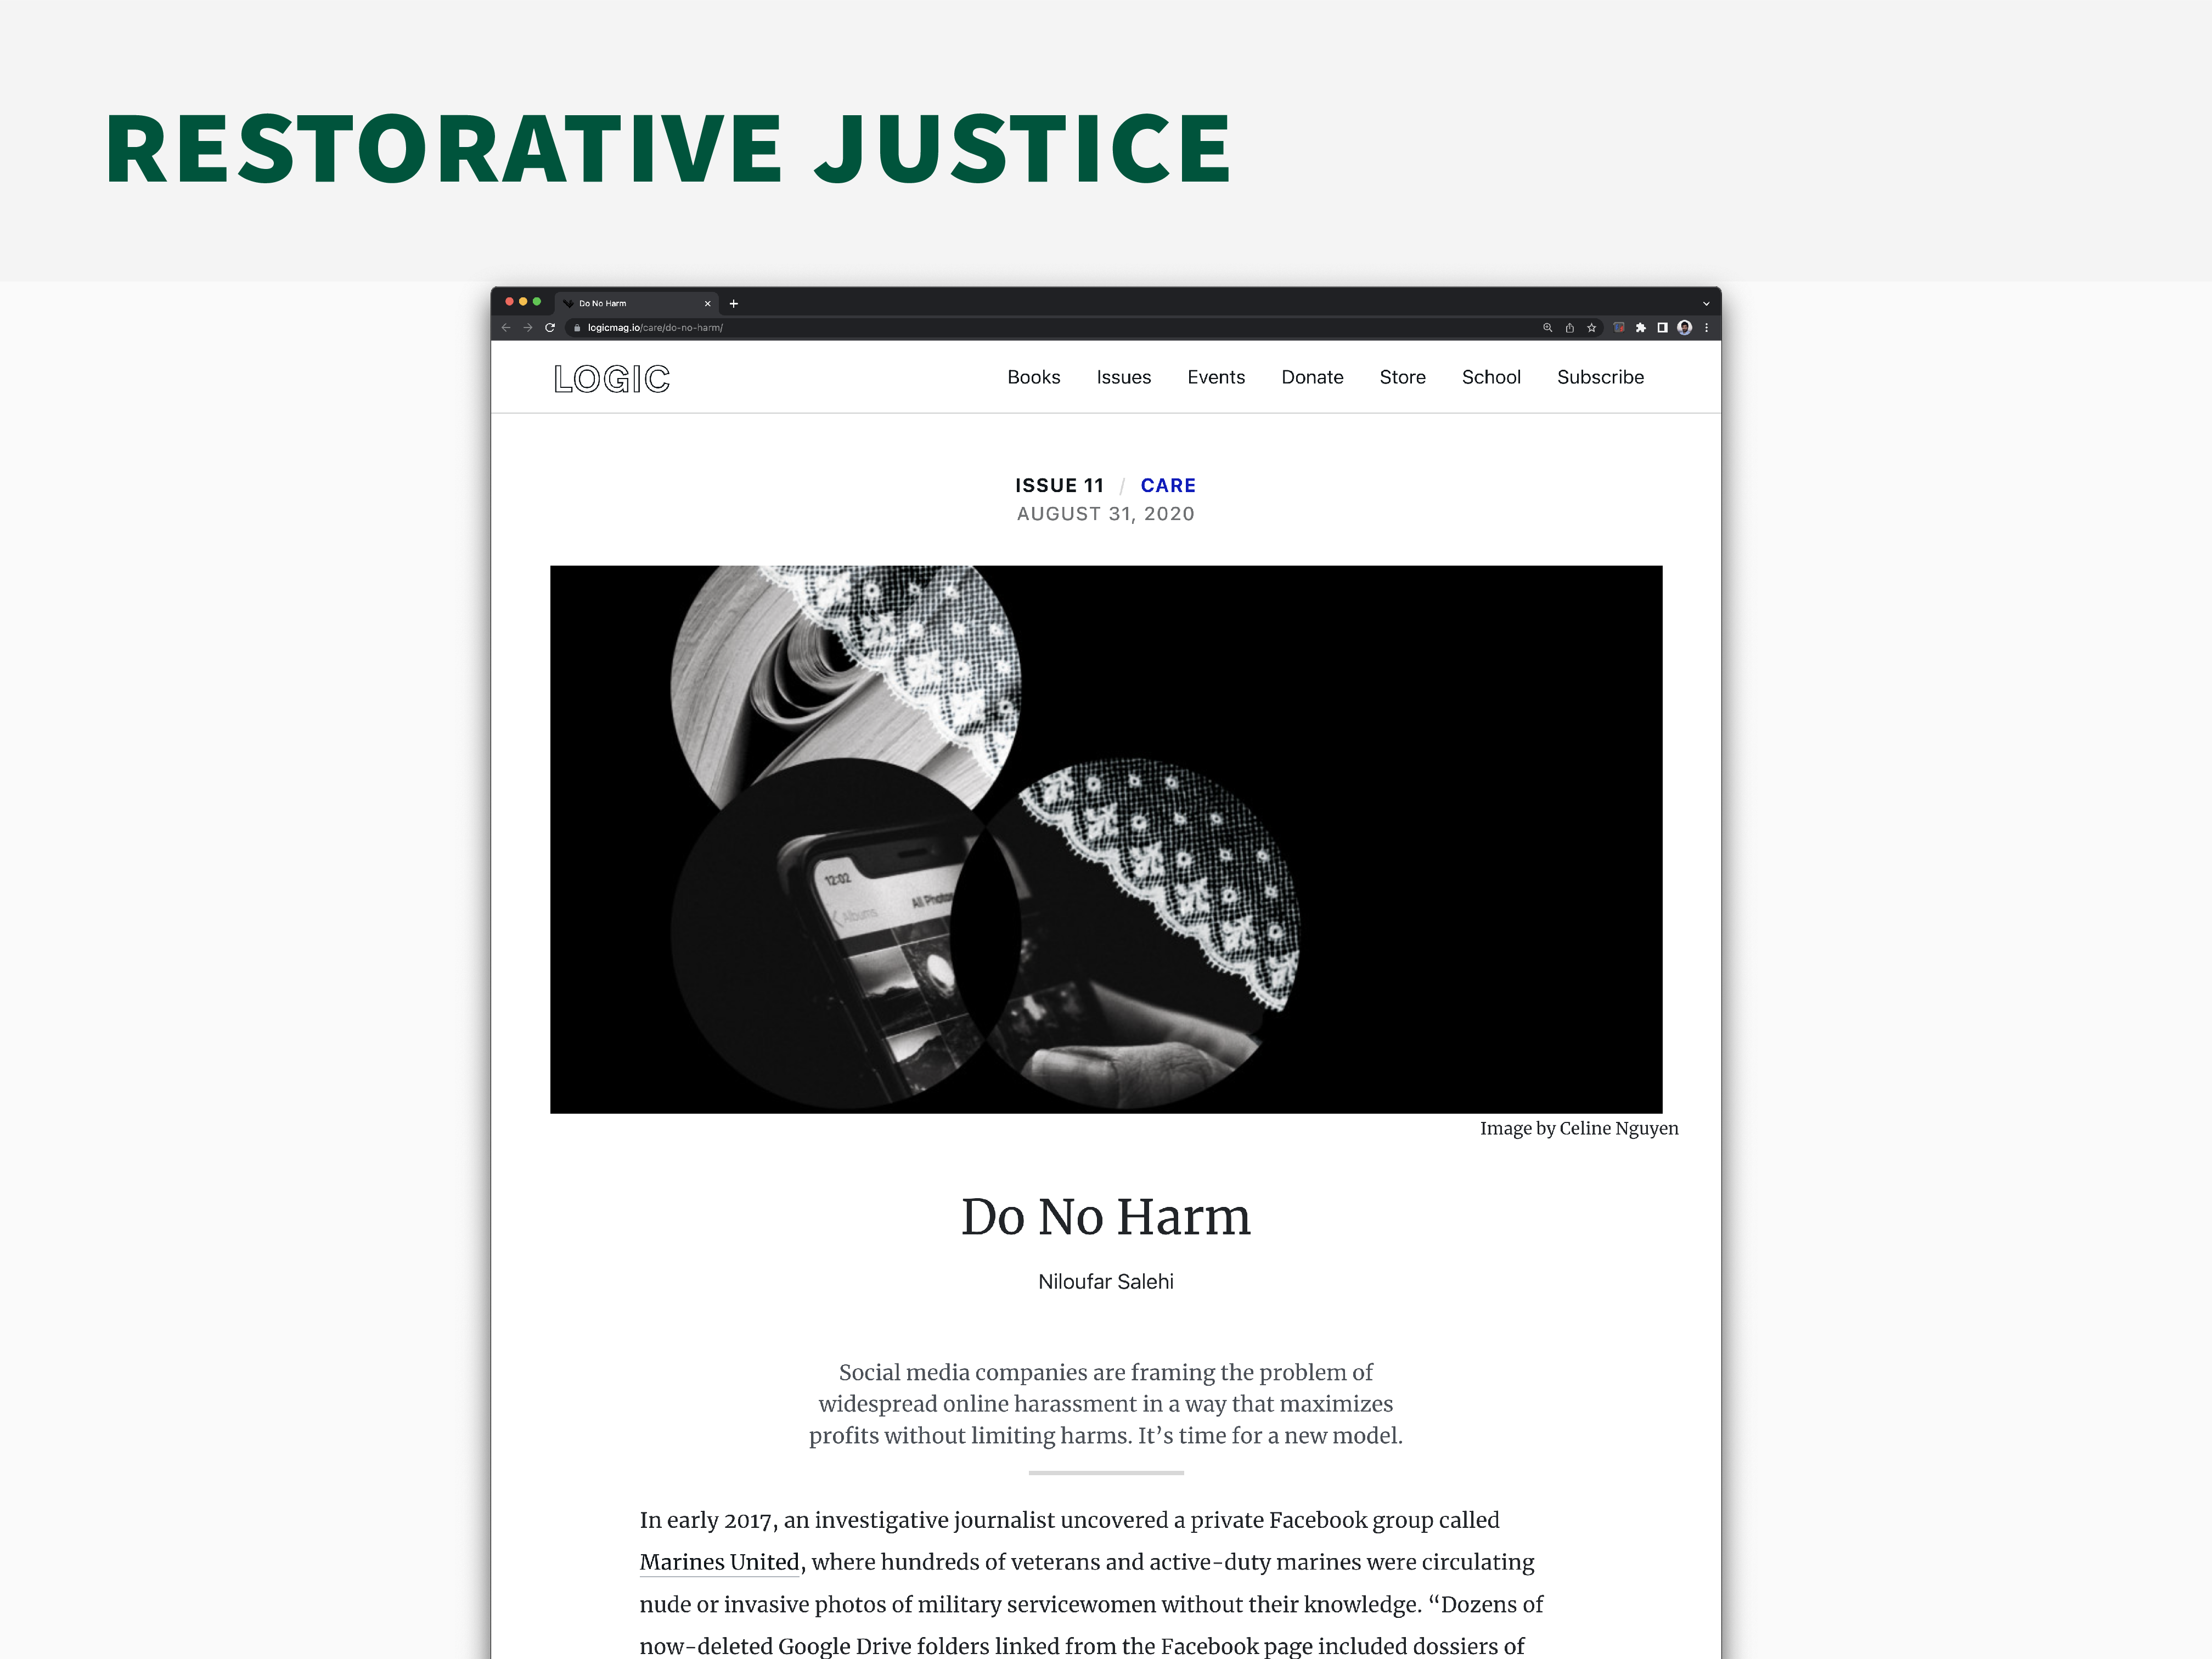 RESTORATIVE JUSTICE
Do No Harm
logicmag.io/care/do-no-harm/
LOGIC
Books Issues Events Donate Store School Subscribe
ISSUE 11 / CARE
AUGUST 31, 2020
12:02
Albums All Photos
Image by Celine Nguyen
Do No Harm
Niloufar Salehi
Social media companies are framing the problem of
widespread online harassment in a way that maximizes
profits without limiting harms. It’s time for a new model.
In early 2017, an investigative journalist uncovered a private Facebook group called
Marines United, where hundreds of veterans and active-duty marines were circulating
nude or invasive photos of military servicewomen without their knowledge. “Dozens of
now-deleted Google Drive folders linked from the Facebook page included dossiers of